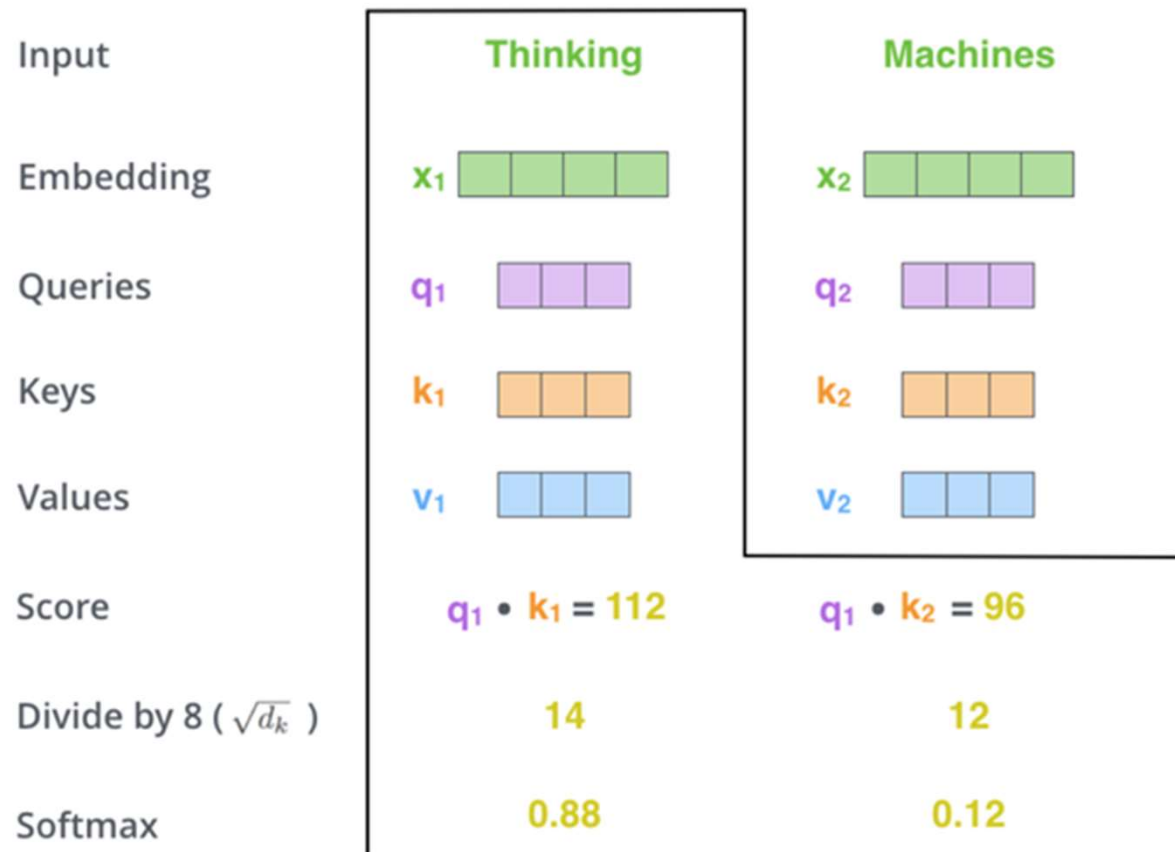 Input Thinking Machines
Embedding x₁ x₂
Queries q₁ q₂
Keys k₁ k₂
Values v₁ v₂
Score q₁ • k₁ = 112 q₁ • k₂ = 96
Divide by 8 ( √dₖ ) 14 12
Softmax 0.88 0.12